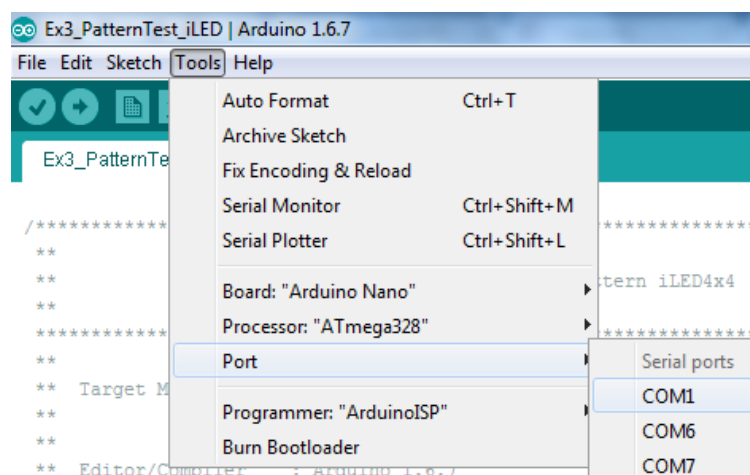 Ex3_PatternTest_iLED | Arduino 1.6.7
File Edit Sketch Tools Help
Ex3_PatternTe
Auto Format Ctrl+T
Archive Sketch
Fix Encoding & Reload
Serial Monitor Ctrl+Shift+M
Serial Plotter Ctrl+Shift+L
Board: "Arduino Nano"
Processor: "ATmega328"
Port
Programmer: "ArduinoISP"
Burn Bootloader
Serial ports
COM1
COM6
COM7
/*************
**
** tern iLED4x4
**
*************
**
** Target M
**
**
** Editor/Compiler : Arduino 1.6.7